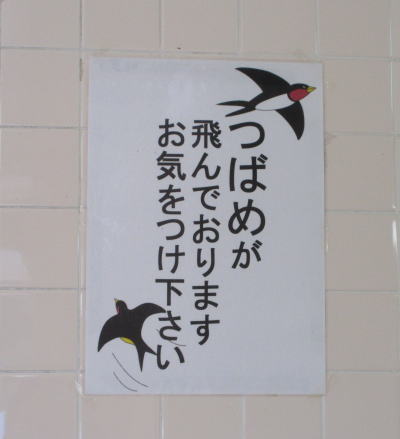 つばめが
飛んでおります
お気をつけ下さい